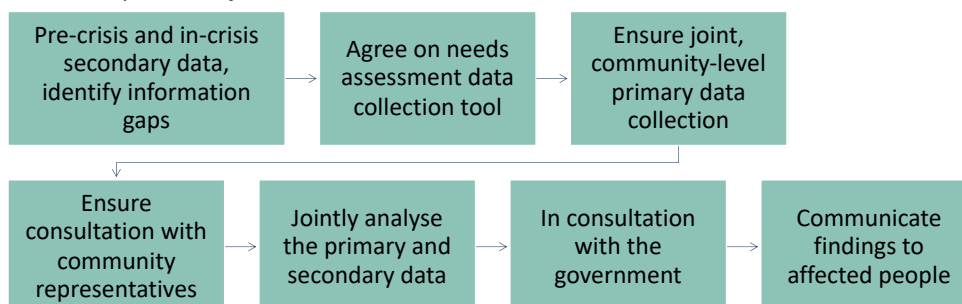 Pre-crisis and in-crisis
secondary data,
identify information
gaps
Agree on needs
assessment data
collection tool
Ensure joint,
community-level
primary data
collection
Ensure
consultation with
community
representatives
Jointly analyse
the primary and
secondary data
In consultation
with the
government
Communicate
findings to
affected people